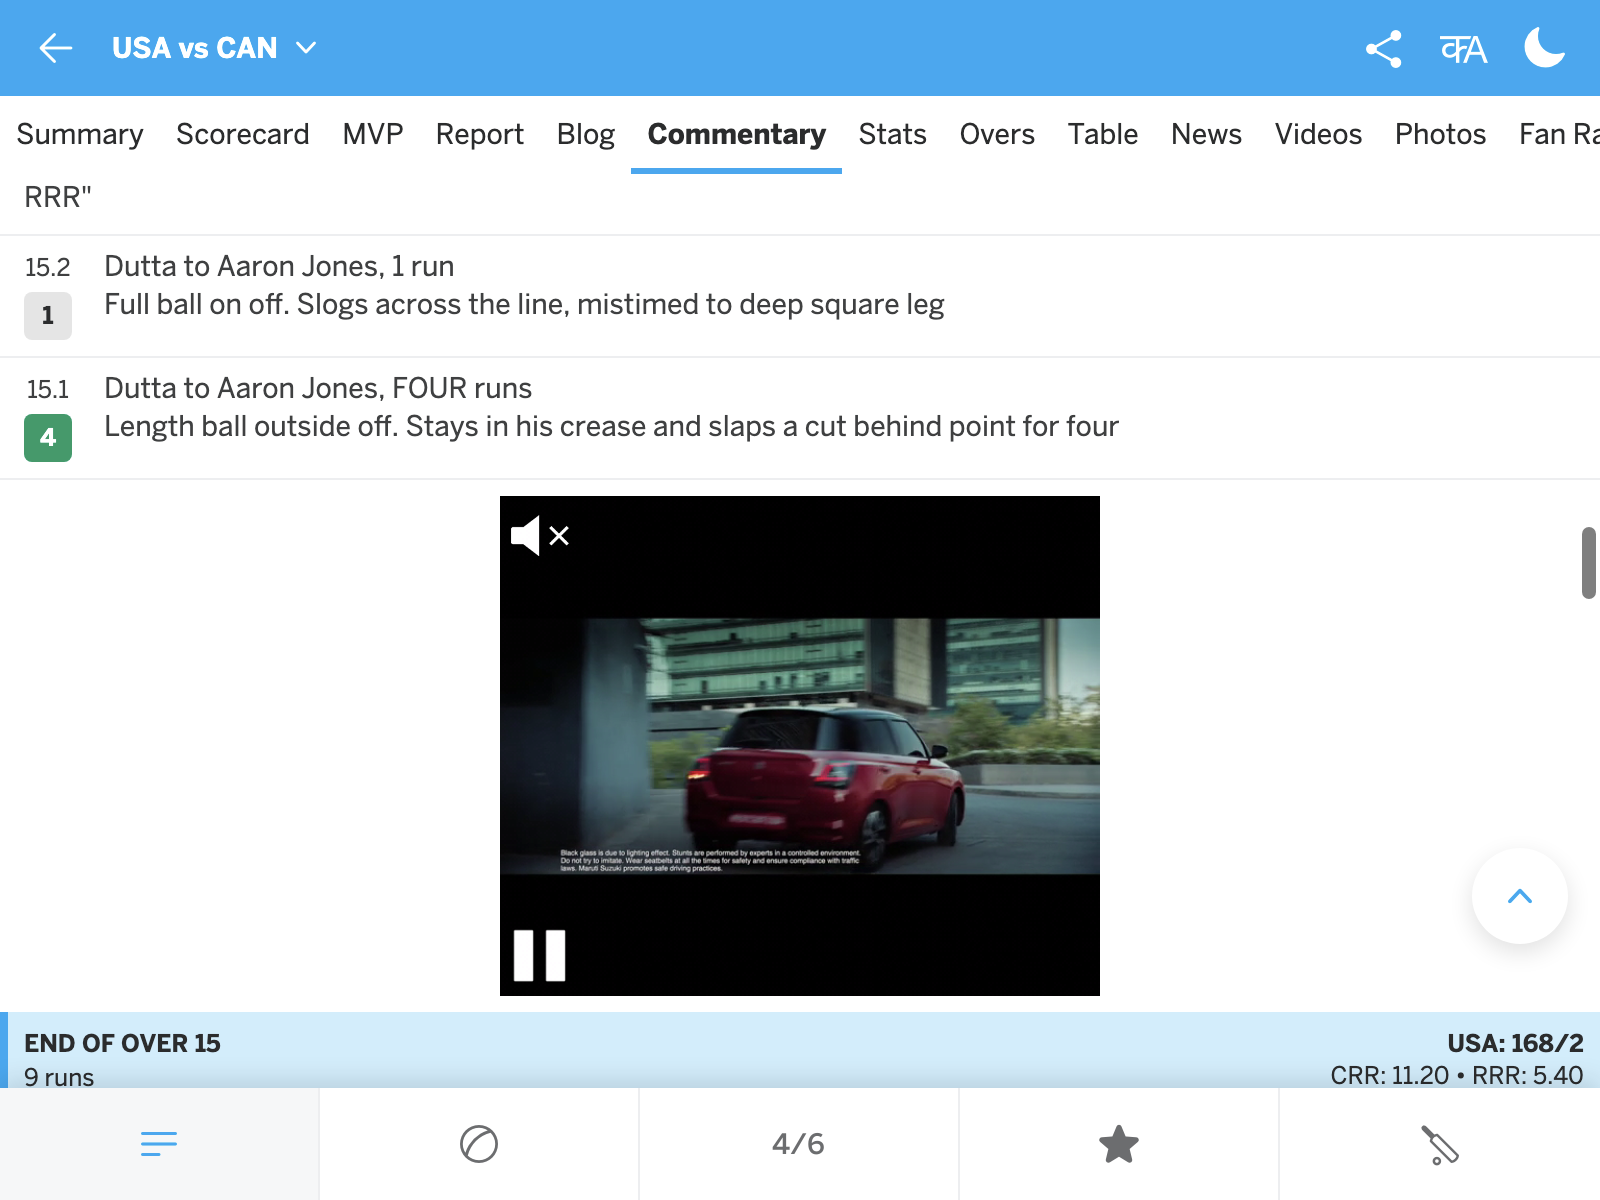 USA vs CAN
कA
Summary Scorecard MVP Report Blog Commentary Stats Overs Table News Videos Photos Fan Ra
RRR"
15.2 Dutta to Aaron Jones, 1 run
1 Full ball on off. Slogs across the line, mistimed to deep square leg
15.1 Dutta to Aaron Jones, FOUR runs
4 Length ball outside off. Stays in his crease and slaps a cut behind point for four
Black glass is due to lighting effect. Stunts are performed by experts in a controlled environment.
Do not try to imitate. Wear seatbelts at all the times for safety and ensure compliance with traffic
laws. Maruti Suzuki promotes safe driving practices.
END OF OVER 15 USA: 168/2
9 runs CRR: 11.20 • RRR: 5.40
4/6